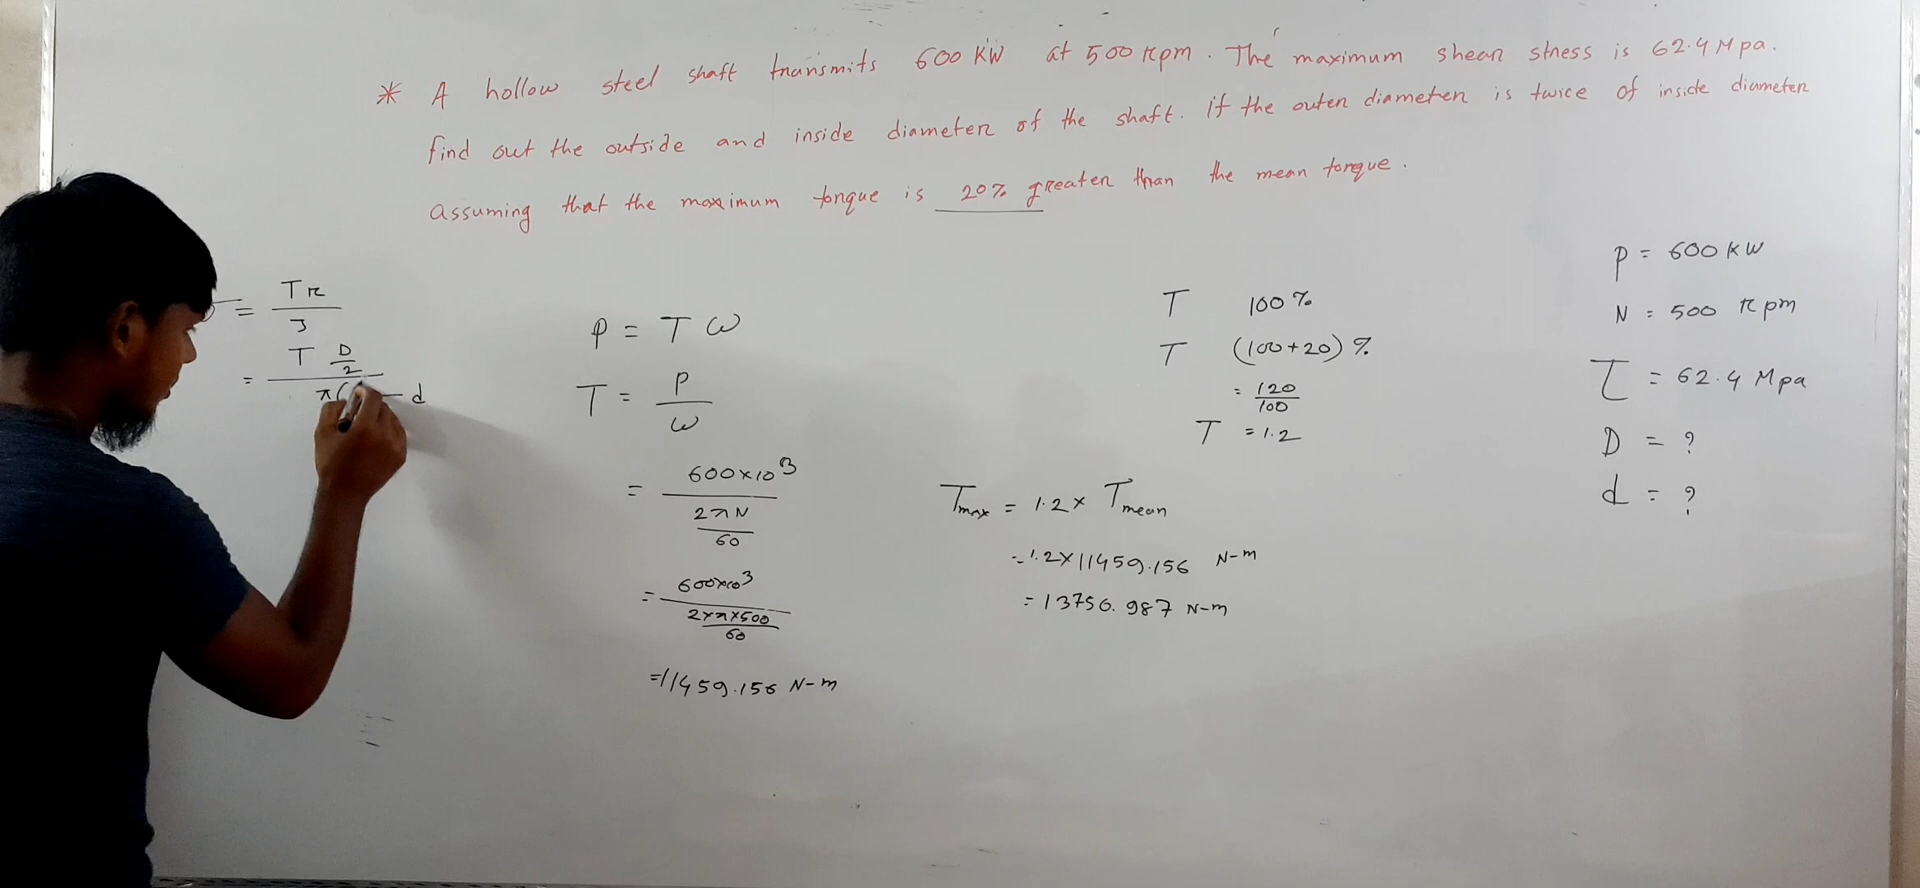 * A hollow steel shaft transmits 600 KW at 500 rpm. The maximum shear stress is 62.4 Mpa.
find out the outside and inside diameter of the shaft. if the outer diameter is twice of inside diameter
assuming that the maximum torque is 20% greater than the mean torque.
= Tr
J
= T D
2
π( d
P = T ω
T = P
ω
= 600×10³
2πN
60
= 600×10³
2×π×500
60
=11459.156 N-m
T 100%
T (100+20)%
= 120
100
T = 1.2
Tmax = 1.2× Tmean
= 1.2×11459.156 N-m
= 13750.987 N-m
P = 600 KW
N = 500 rpm
τ = 62.4 Mpa
D = ?
d = ?